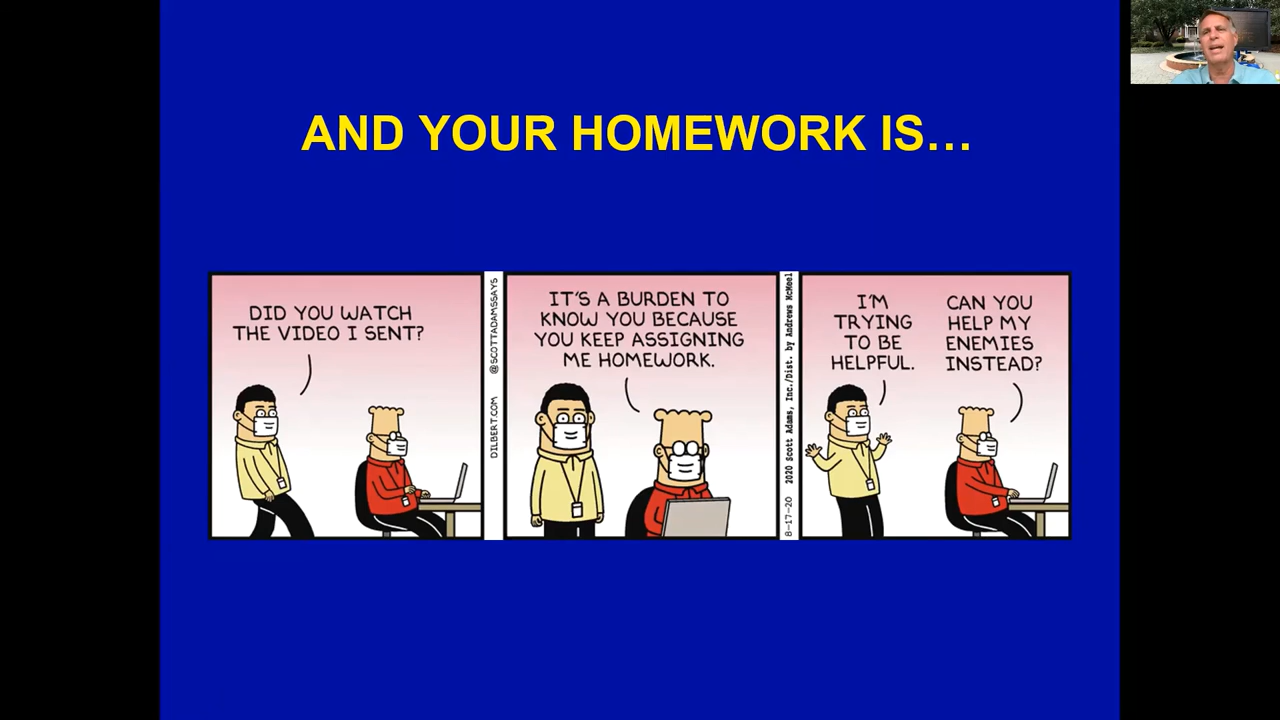 AND YOUR HOMEWORK IS…
DID YOU WATCH
THE VIDEO I SENT?
DILBERT.COM @SCOTTADAMSSAYS
IT'S A BURDEN TO
KNOW YOU BECAUSE
YOU KEEP ASSIGNING
ME HOMEWORK.
8-17-20 2020 Scott Adams, Inc./Dist. by Andrews McMeel
I'M
TRYING
TO BE
HELPFUL.
CAN YOU
HELP MY
ENEMIES
INSTEAD?